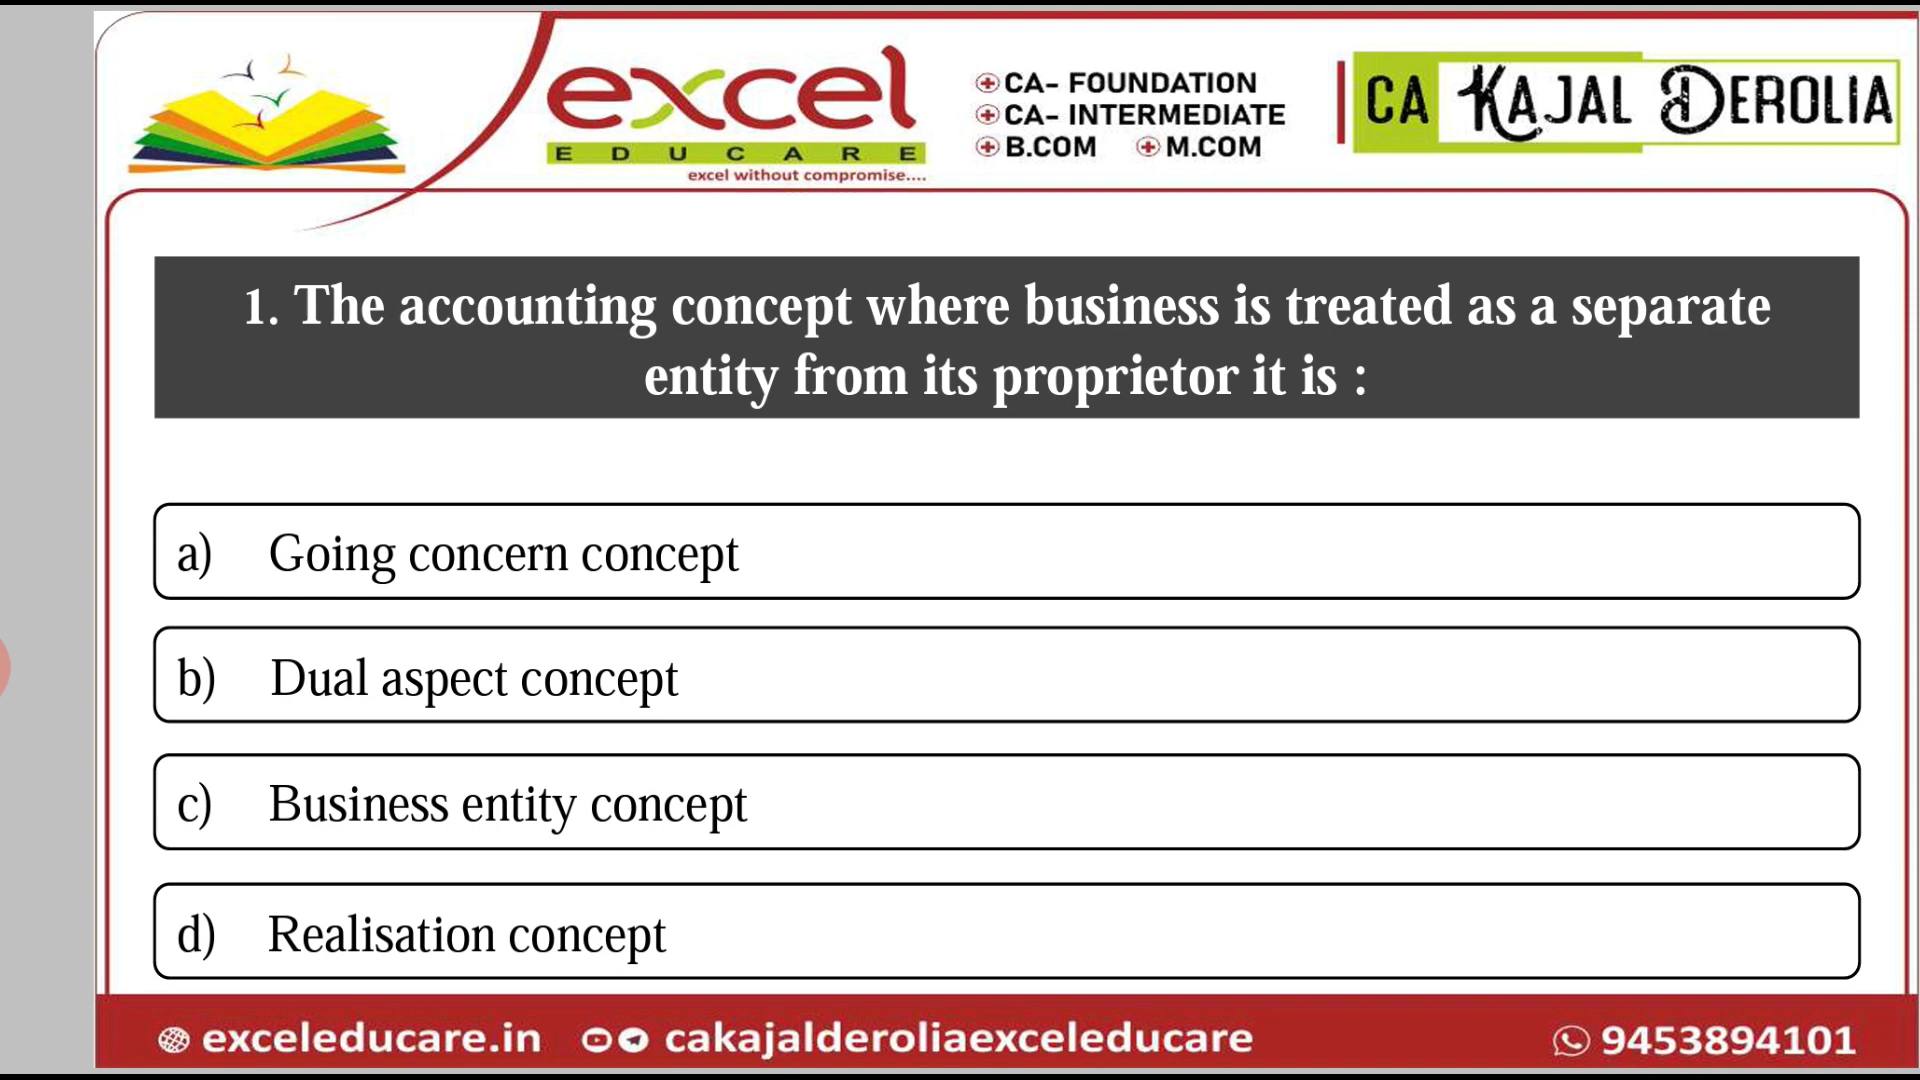 excel
EDUCARE
excel without compromise....
CA- FOUNDATION
CA- INTERMEDIATE
B.COM M.COM
CA KAJAL DEROLIA
1. The accounting concept where business is treated as a separate
entity from its proprietor it is :
a) Going concern concept
b) Dual aspect concept
c) Business entity concept
d) Realisation concept
exceleducare.in cakajalderoliaexceleducare 9453894101